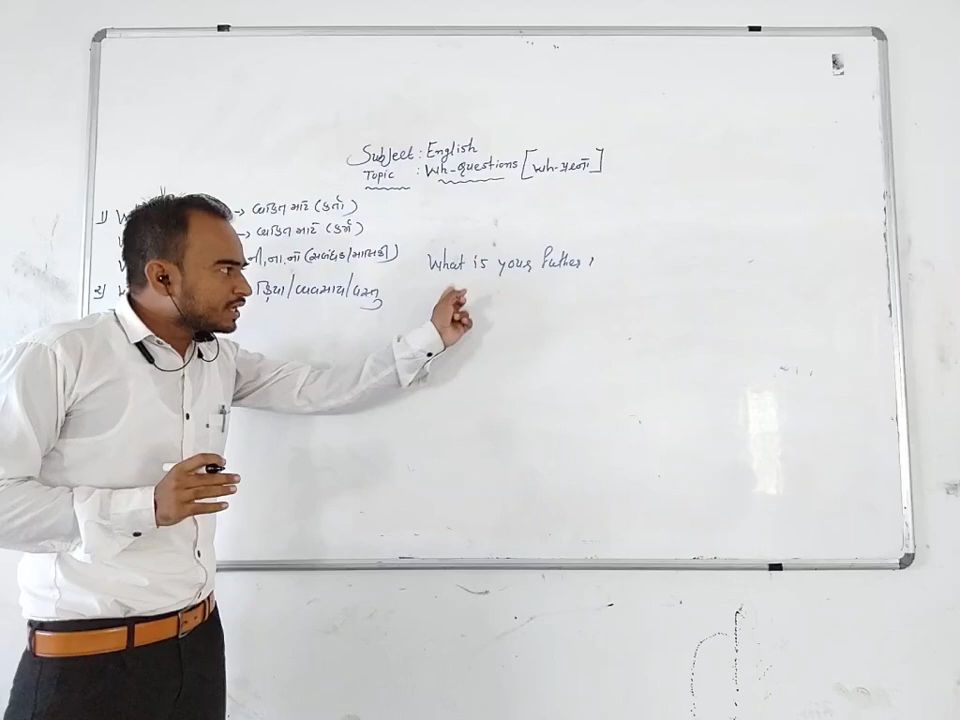 Subject : English
Topic : Wh-Questions [Wh-પ્રશ્નો]
1) W → વ્યકિત માટે (કર્તા)
→ વ્યકિત માટે (કર્મ)
ની, ના, નો (સબંધક/માલિકી)
What is your father ?
ક્રિયા/વ્યવસાય/વસ્તુ